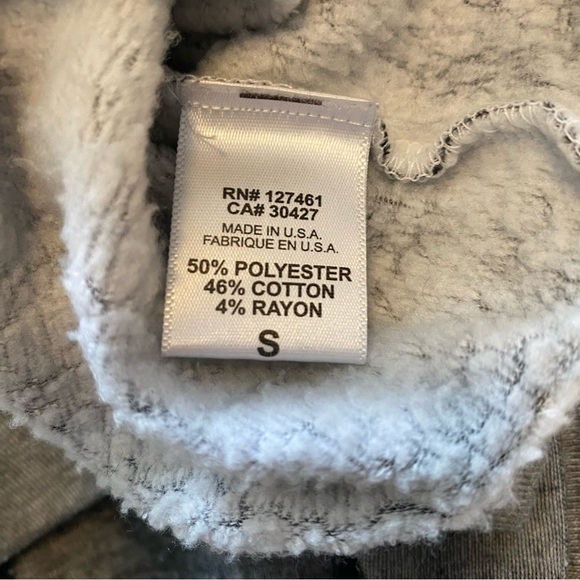 RN# 127461
CA# 30427
MADE IN U.S.A.
FABRIQUE EN U.S.A.
50% POLYESTER
46% COTTON
4% RAYON
S